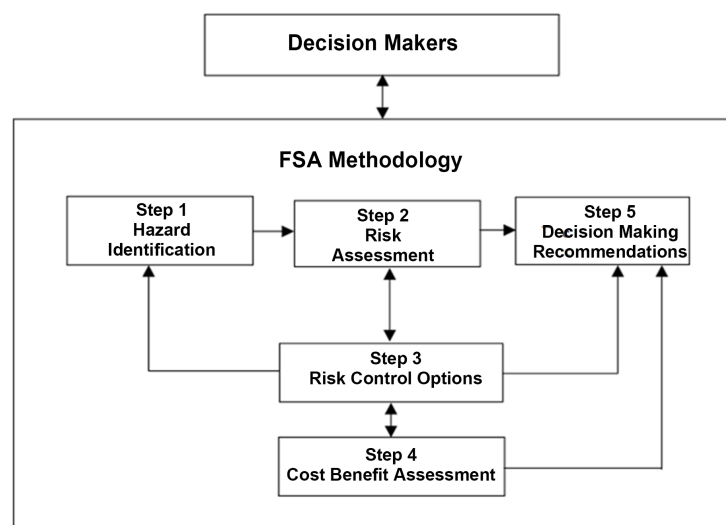 Decision Makers
FSA Methodology
Step 1
Hazard
Identification
Step 2
Risk
Assessment
Step 5
Decision Making
Recommendations
Step 3
Risk Control Options
Step 4
Cost Benefit Assessment